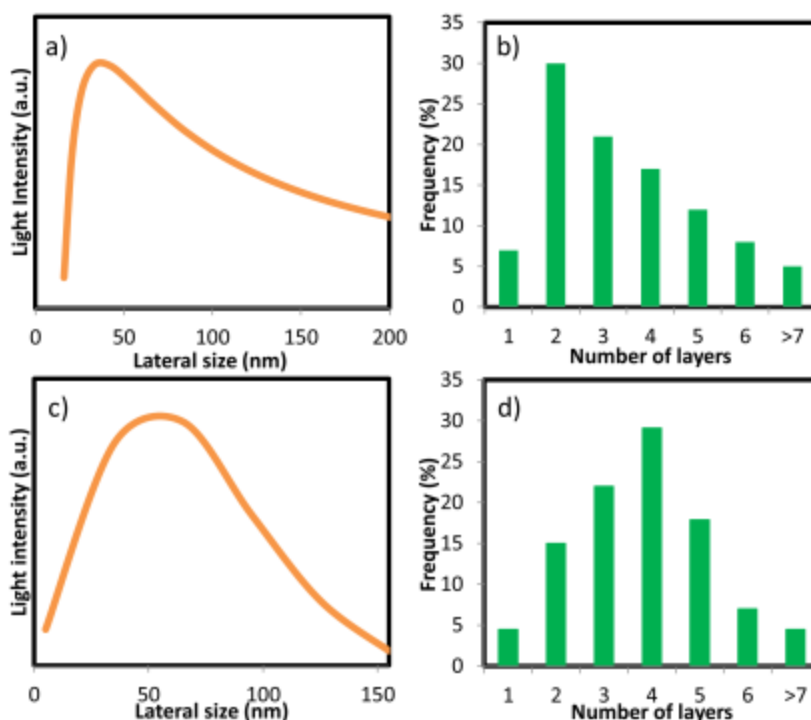 a)
Light Intensity (a.u.)
0 50 100 150 200
Lateral size (nm)
b)
Frequency (%)
35
30
25
20
15
10
5
0
1 2 3 4 5 6 >7
Number of layers
c)
Light intensity (a.u.)
0 50 100 150
Lateral size (nm)
d)
Frequency (%)
35
30
25
20
15
10
5
0
1 2 3 4 5 6 >7
Number of layers